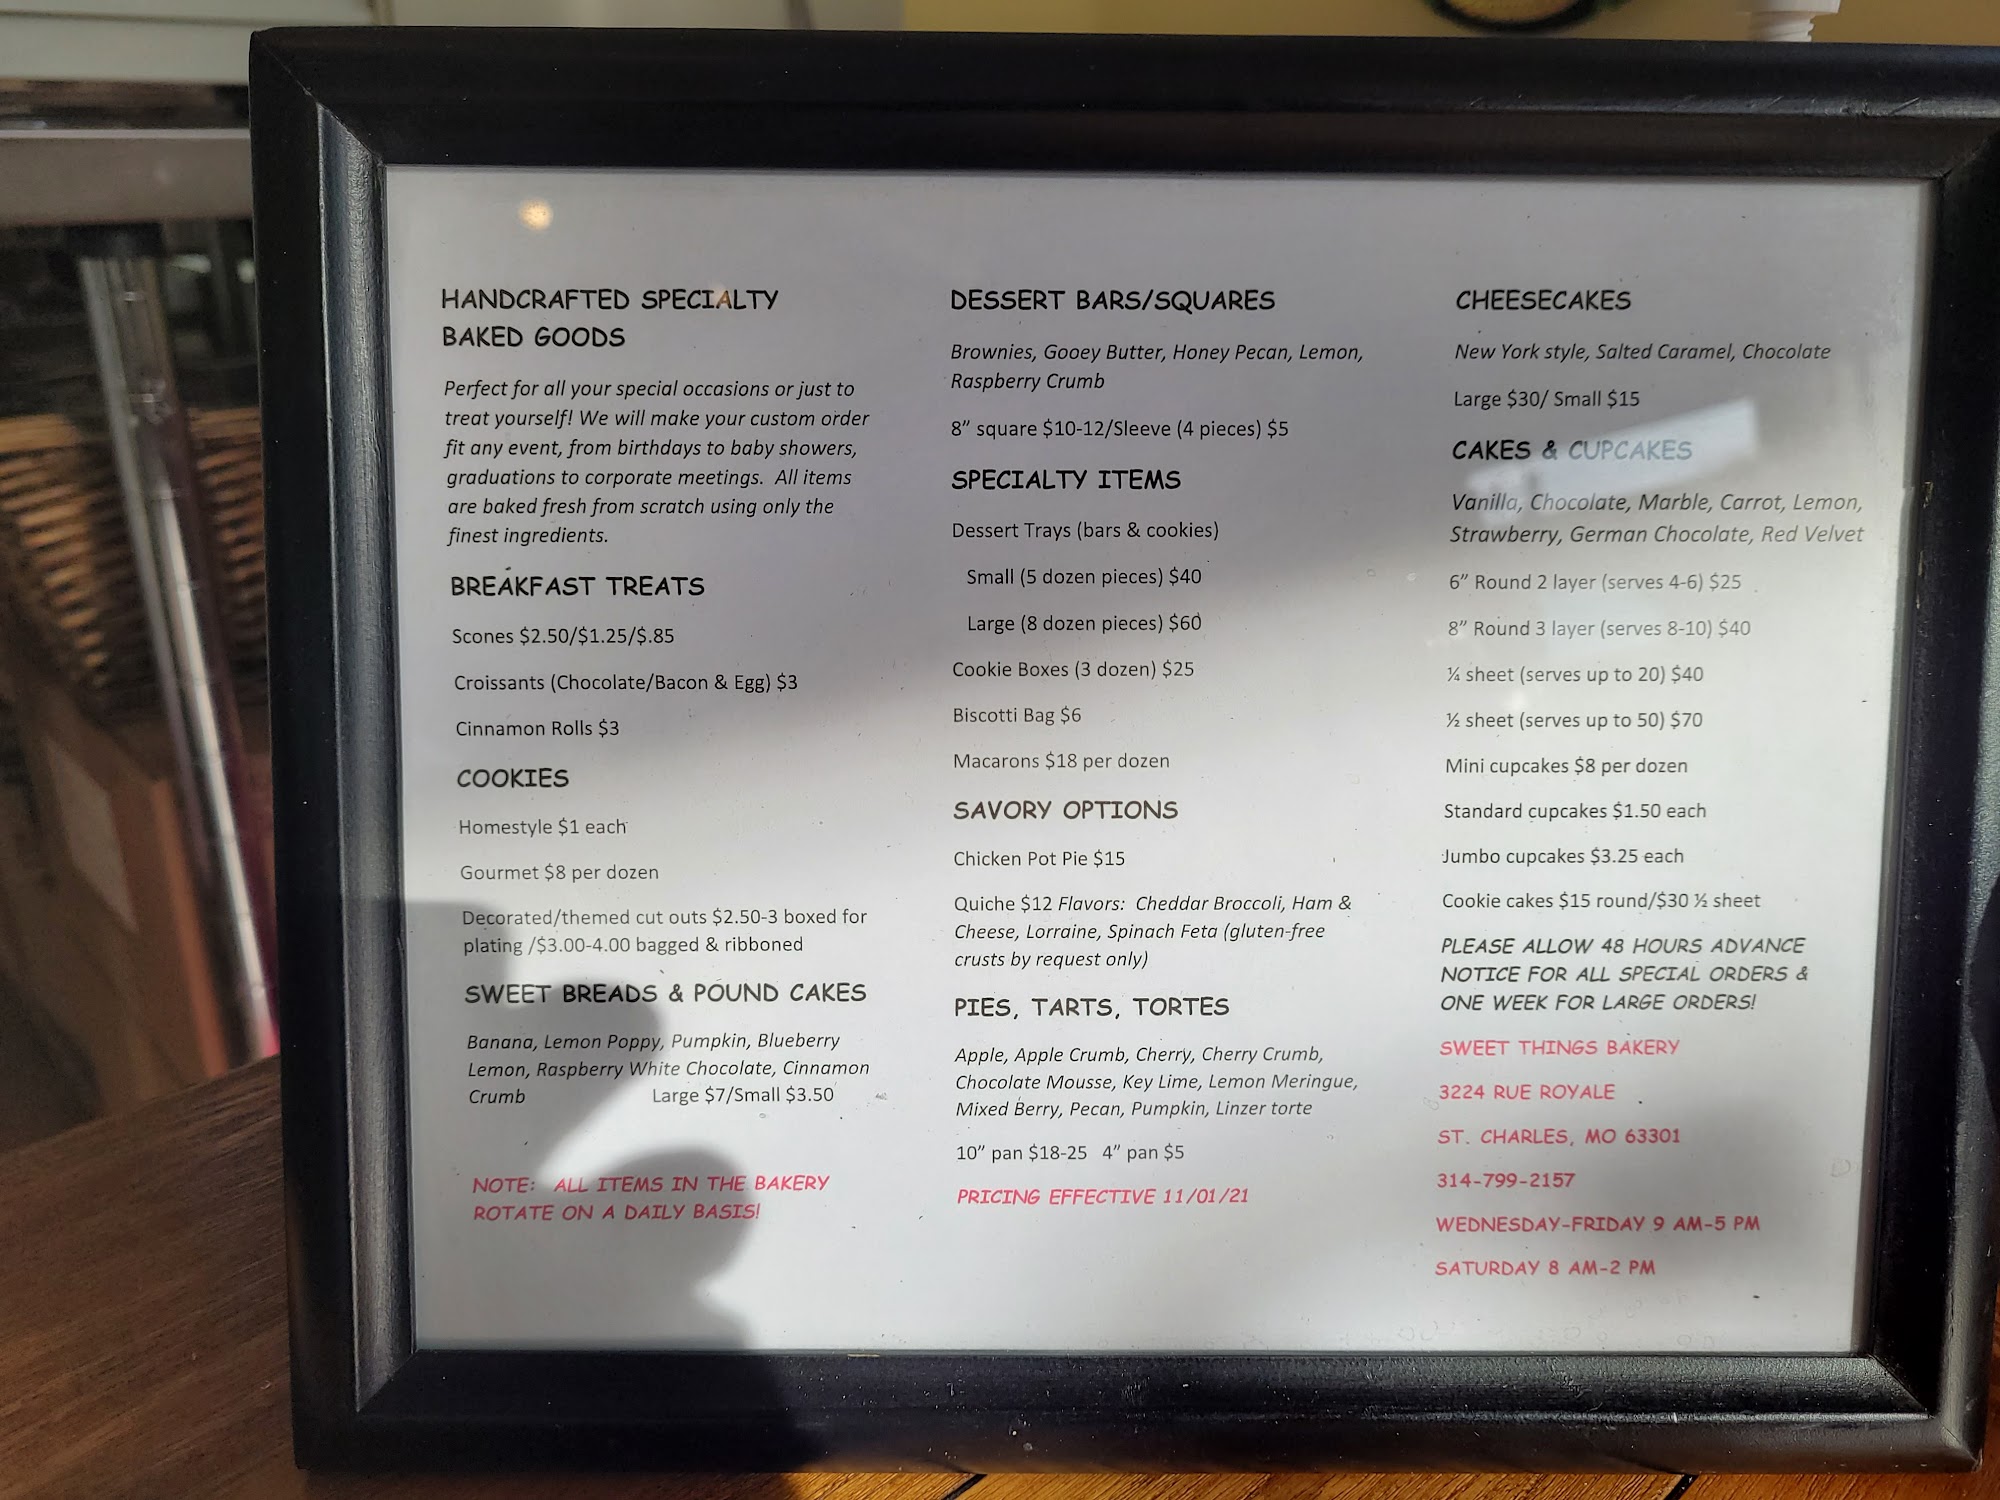 HANDCRAFTED SPECIALTY
BAKED GOODS
Perfect for all your special occasions or just to
treat yourself! We will make your custom order
fit any event, from birthdays to baby showers,
graduations to corporate meetings. All items
are baked fresh from scratch using only the
finest ingredients.
BREAKFAST TREATS
Scones $2.50/$1.25/$.85
Croissants (Chocolate/Bacon & Egg) $3
Cinnamon Rolls $3
COOKIES
Homestyle $1 each
Gourmet $8 per dozen
Decorated/themed cut outs $2.50-3 boxed for
plating /$3.00-4.00 bagged & ribboned
SWEET BREADS & POUND CAKES
Banana, Lemon Poppy, Pumpkin, Blueberry
Lemon, Raspberry White Chocolate, Cinnamon
Crumb Large $7/Small $3.50
NOTE: ALL ITEMS IN THE BAKERY
ROTATE ON A DAILY BASIS!
DESSERT BARS/SQUARES
Brownies, Gooey Butter, Honey Pecan, Lemon,
Raspberry Crumb
8" square $10-12/Sleeve (4 pieces) $5
SPECIALTY ITEMS
Dessert Trays (bars & cookies)
Small (5 dozen pieces) $40
Large (8 dozen pieces) $60
Cookie Boxes (3 dozen) $25
Biscotti Bag $6
Macarons $18 per dozen
SAVORY OPTIONS
Chicken Pot Pie $15
Quiche $12 Flavors: Cheddar Broccoli, Ham &
Cheese, Lorraine, Spinach Feta (gluten-free
crusts by request only)
PIES, TARTS, TORTES
Apple, Apple Crumb, Cherry, Cherry Crumb,
Chocolate Mousse, Key Lime, Lemon Meringue,
Mixed Berry, Pecan, Pumpkin, Linzer torte
10" pan $18-25 4" pan $5
PRICING EFFECTIVE 11/01/21
CHEESECAKES
New York style, Salted Caramel, Chocolate
Large $30/ Small $15
CAKES & CUPCAKES
Vanilla, Chocolate, Marble, Carrot, Lemon,
Strawberry, German Chocolate, Red Velvet
6" Round 2 layer (serves 4-6) $25
8" Round 3 layer (serves 8-10) $40
¼ sheet (serves up to 20) $40
½ sheet (serves up to 50) $70
Mini cupcakes $8 per dozen
Standard cupcakes $1.50 each
Jumbo cupcakes $3.25 each
Cookie cakes $15 round/$30 ½ sheet
PLEASE ALLOW 48 HOURS ADVANCE
NOTICE FOR ALL SPECIAL ORDERS &
ONE WEEK FOR LARGE ORDERS!
SWEET THINGS BAKERY
3224 RUE ROYALE
ST. CHARLES, MO 63301
314-799-2157
WEDNESDAY-FRIDAY 9 AM-5 PM
SATURDAY 8 AM-2 PM